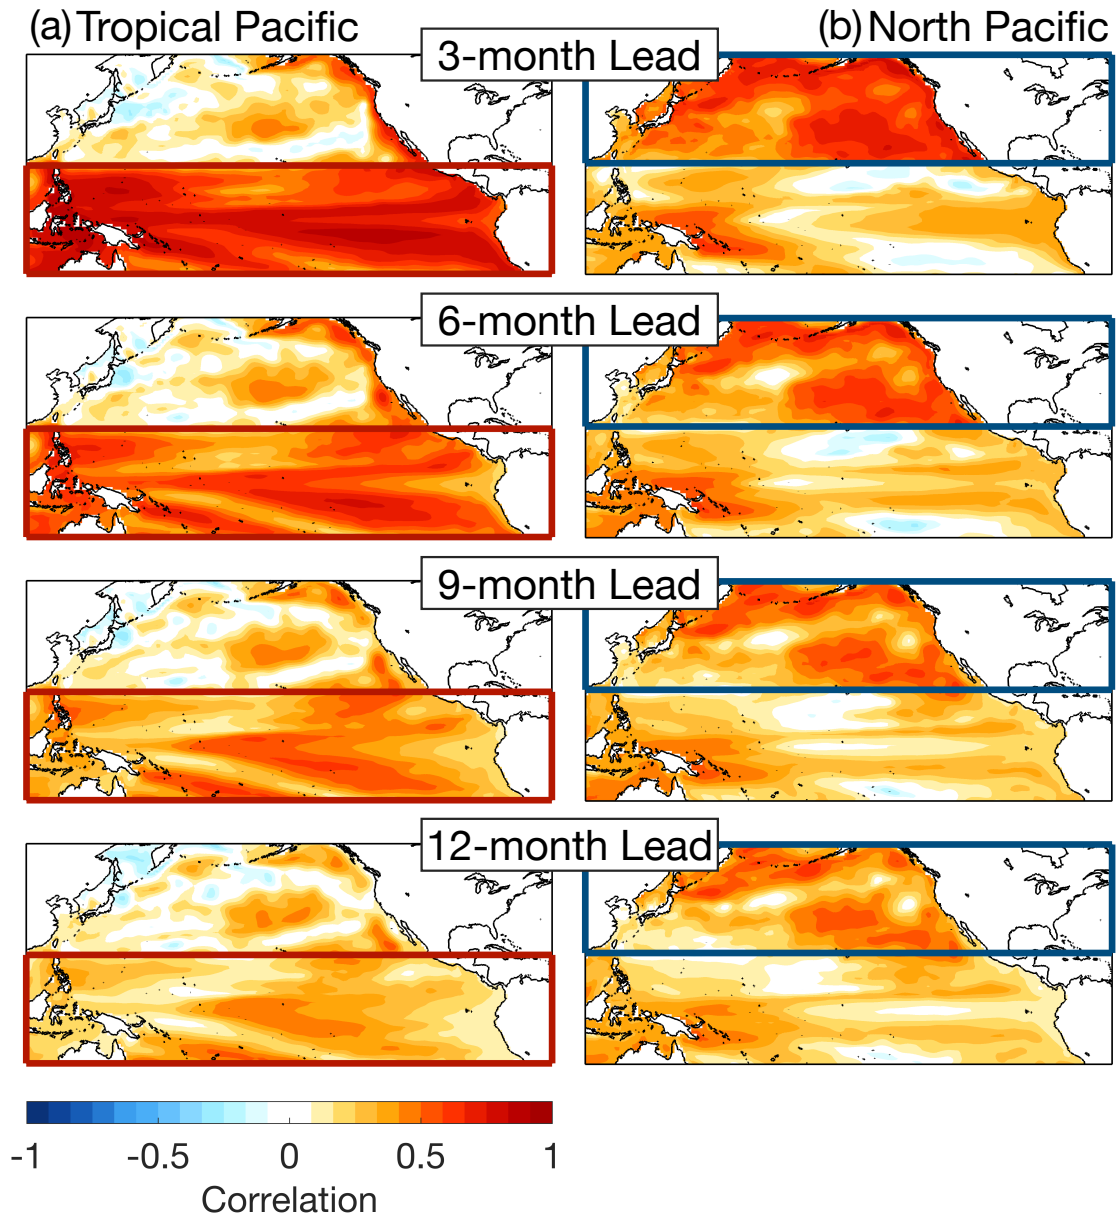 (a) Tropical Pacific
(b) North Pacific
3-month Lead
6-month Lead
9-month Lead
12-month Lead
-1 -0.5 0 0.5 1
Correlation